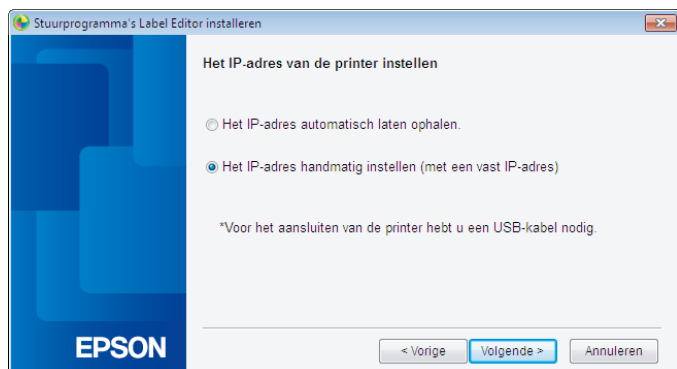 Stuurprogramma's Label Editor installeren
Het IP-adres van de printer instellen
Het IP-adres automatisch laten ophalen.
Het IP-adres handmatig instellen (met een vast IP-adres)
*Voor het aansluiten van de printer hebt u een USB-kabel nodig.
EPSON
< Vorige
Volgende >
Annuleren